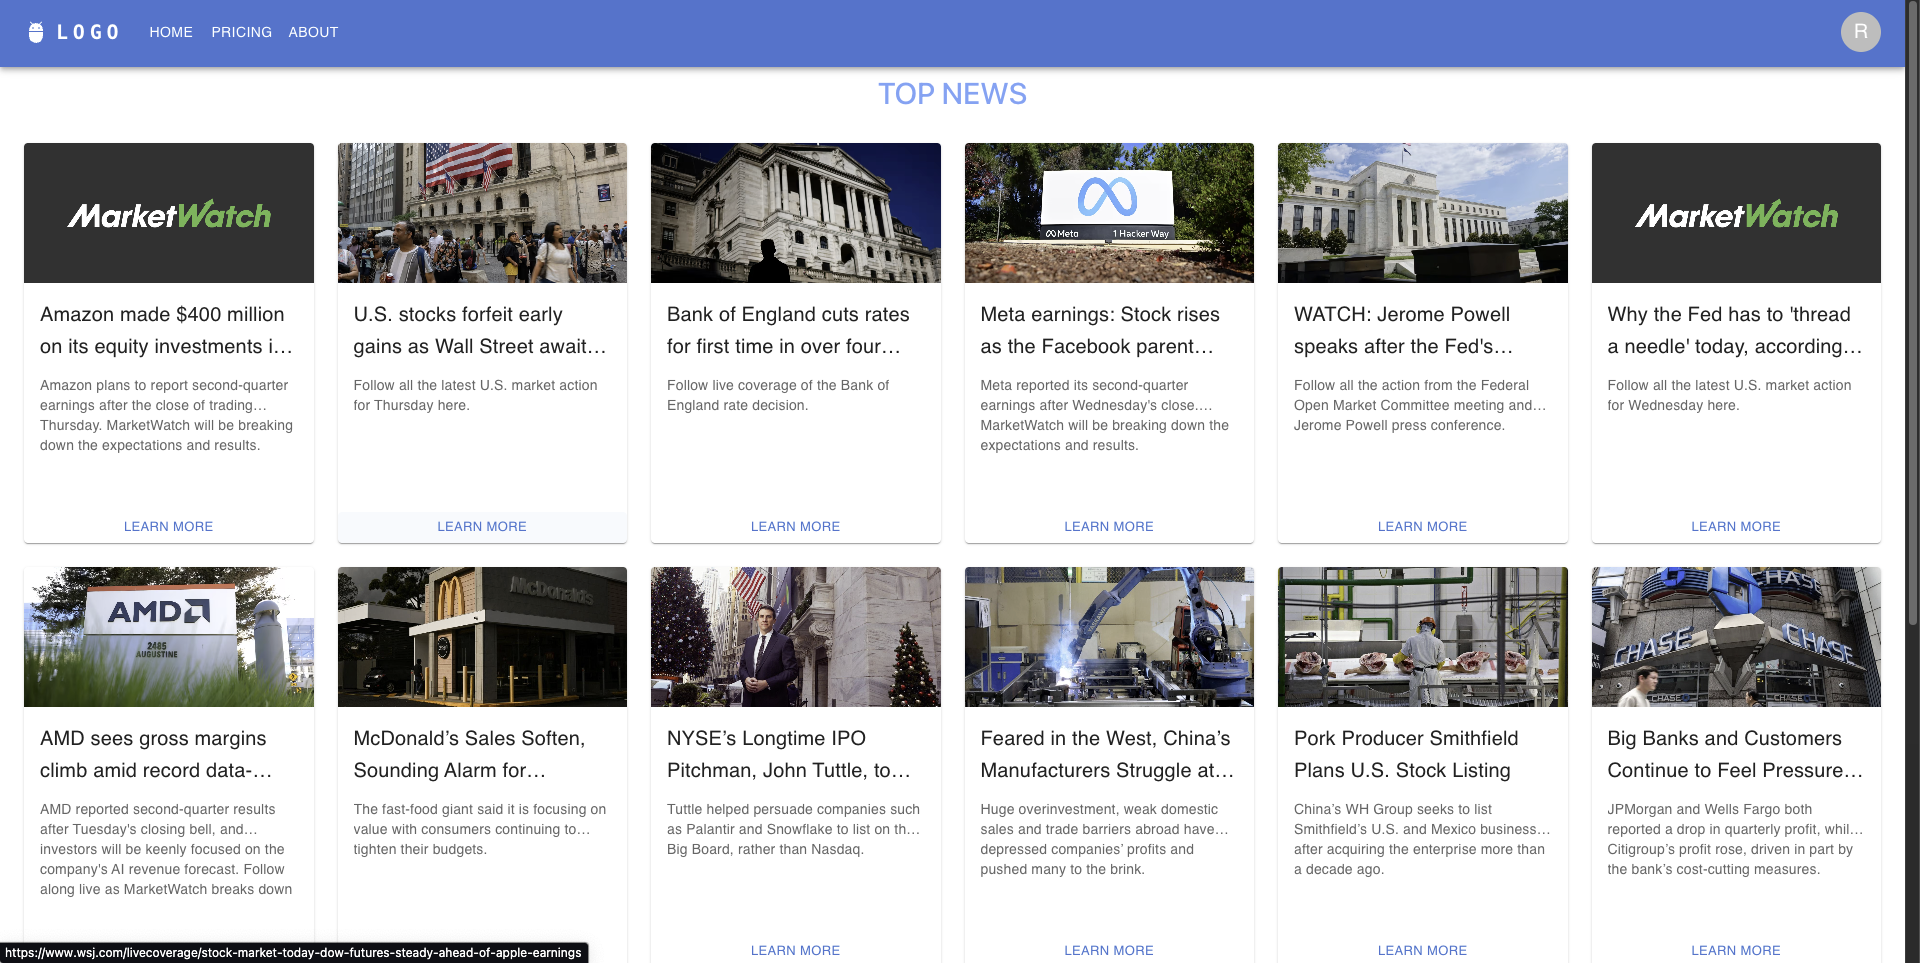 LOGO HOME PRICING ABOUT R
TOP NEWS
MarketWatch
Meta 1 Hacker Way
MarketWatch
Amazon made $400 million
on its equity investments i…
Amazon plans to report second-quarter
earnings after the close of trading…
Thursday. MarketWatch will be breaking
down the expectations and results.
LEARN MORE
U.S. stocks forfeit early
gains as Wall Street await…
Follow all the latest U.S. market action
for Thursday here.
LEARN MORE
Bank of England cuts rates
for first time in over four…
Follow live coverage of the Bank of
England rate decision.
LEARN MORE
Meta earnings: Stock rises
as the Facebook parent…
Meta reported its second-quarter
earnings after Wednesday's close.…
MarketWatch will be breaking down the
expectations and results.
LEARN MORE
WATCH: Jerome Powell
speaks after the Fed's…
Follow all the action from the Federal
Open Market Committee meeting and…
Jerome Powell press conference.
LEARN MORE
Why the Fed has to 'thread
a needle' today, according…
Follow all the latest U.S. market action
for Wednesday here.
LEARN MORE
AMD
2485
AUGUSTINE
McDonald's
CHASE
CHASE
CHASE
CHASE
CHASE
AMD sees gross margins
climb amid record data-…
AMD reported second-quarter results
after Tuesday's closing bell, and…
investors will be keenly focused on the
company's AI revenue forecast. Follow
along live as MarketWatch breaks down
McDonald’s Sales Soften,
Sounding Alarm for…
The fast-food giant said it is focusing on
value with consumers continuing to…
tighten their budgets.
NYSE’s Longtime IPO
Pitchman, John Tuttle, to…
Tuttle helped persuade companies such
as Palantir and Snowflake to list on th…
Big Board, rather than Nasdaq.
LEARN MORE
Feared in the West, China’s
Manufacturers Struggle at…
Huge overinvestment, weak domestic
sales and trade barriers abroad have…
depressed companies’ profits and
pushed many to the brink.
LEARN MORE
Pork Producer Smithfield
Plans U.S. Stock Listing
China’s WH Group seeks to list
Smithfield’s U.S. and Mexico business…
after acquiring the enterprise more than
a decade ago.
LEARN MORE
Big Banks and Customers
Continue to Feel Pressure…
JPMorgan and Wells Fargo both
reported a drop in quarterly profit, whil…
Citigroup’s profit rose, driven in part by
the bank’s cost-cutting measures.
LEARN MORE
https://www.wsj.com/livecoverage/stock-market-today-dow-futures-steady-ahead-of-apple-earnings